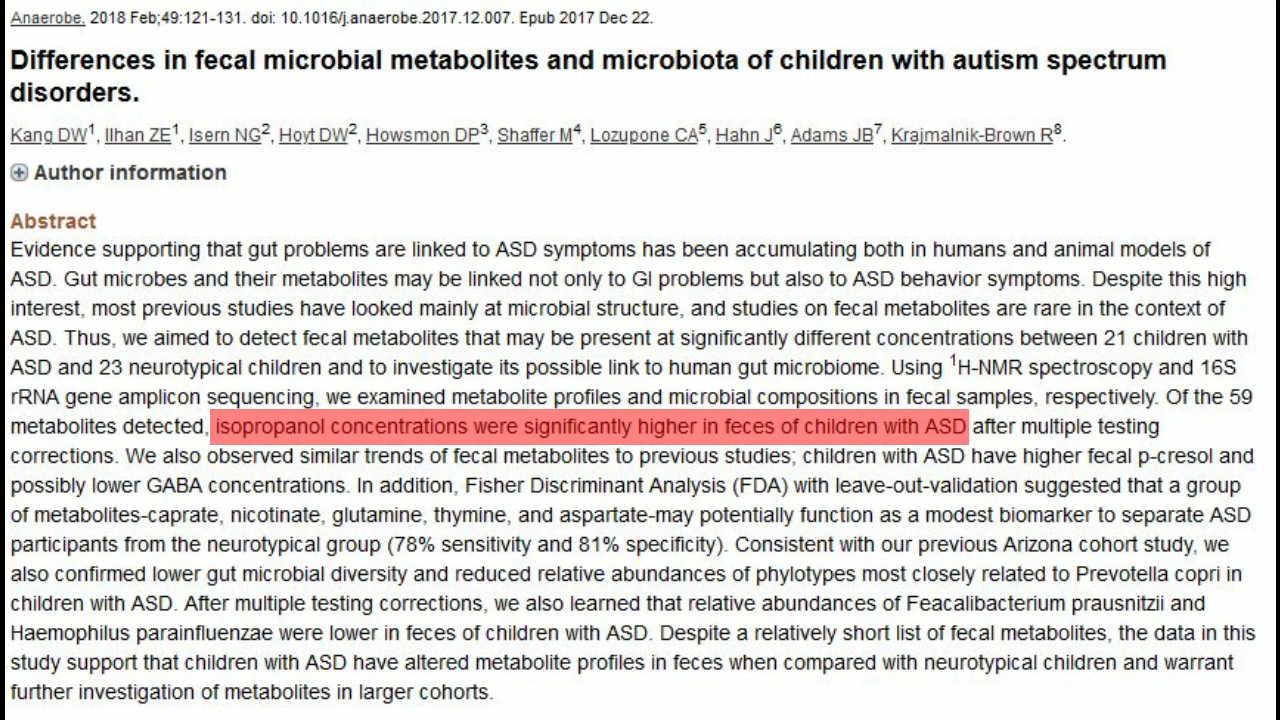 Anaerobe. 2018 Feb;49:121-131. doi: 10.1016/j.anaerobe.2017.12.007. Epub 2017 Dec 22.
Differences in fecal microbial metabolites and microbiota of children with autism spectrum
disorders.
Kang DW1, Ilhan ZE1, Isern NG2, Hoyt DW2, Howsmon DP3, Shaffer M4, Lozupone CA5, Hahn J6, Adams JB7, Krajmalnik-Brown R8.
Author information
Abstract
Evidence supporting that gut problems are linked to ASD symptoms has been accumulating both in humans and animal models of
ASD. Gut microbes and their metabolites may be linked not only to GI problems but also to ASD behavior symptoms. Despite this high
interest, most previous studies have looked mainly at microbial structure, and studies on fecal metabolites are rare in the context of
ASD. Thus, we aimed to detect fecal metabolites that may be present at significantly different concentrations between 21 children with
ASD and 23 neurotypical children and to investigate its possible link to human gut microbiome. Using 1H-NMR spectroscopy and 16S
rRNA gene amplicon sequencing, we examined metabolite profiles and microbial compositions in fecal samples, respectively. Of the 59
metabolites detected, isopropanol concentrations were significantly higher in feces of children with ASD after multiple testing
corrections. We also observed similar trends of fecal metabolites to previous studies; children with ASD have higher fecal p-cresol and
possibly lower GABA concentrations. In addition, Fisher Discriminant Analysis (FDA) with leave-out-validation suggested that a group
of metabolites-caprate, nicotinate, glutamine, thymine, and aspartate-may potentially function as a modest biomarker to separate ASD
participants from the neurotypical group (78% sensitivity and 81% specificity). Consistent with our previous Arizona cohort study, we
also confirmed lower gut microbial diversity and reduced relative abundances of phylotypes most closely related to Prevotella copri in
children with ASD. After multiple testing corrections, we also learned that relative abundances of Feacalibacterium prausnitzii and
Haemophilus parainfluenzae were lower in feces of children with ASD. Despite a relatively short list of fecal metabolites, the data in this
study support that children with ASD have altered metabolite profiles in feces when compared with neurotypical children and warrant
further investigation of metabolites in larger cohorts.